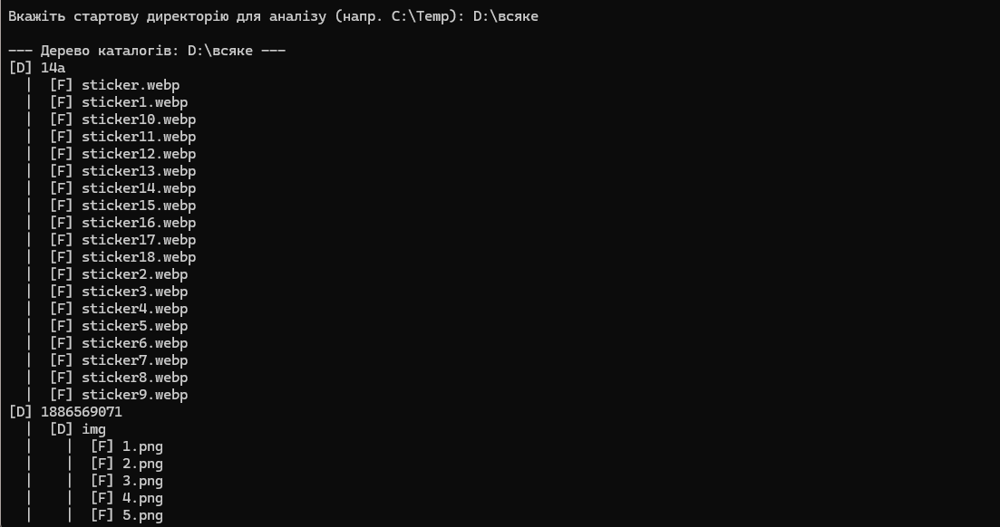 Вкажіть стартову директорію для аналізу (напр. C:\Temp): D:\всяке
--- Дерево каталогів: D:\всяке ---
[D] 14a
  |  [F] sticker.webp
  |  [F] sticker1.webp
  |  [F] sticker10.webp
  |  [F] sticker11.webp
  |  [F] sticker12.webp
  |  [F] sticker13.webp
  |  [F] sticker14.webp
  |  [F] sticker15.webp
  |  [F] sticker16.webp
  |  [F] sticker17.webp
  |  [F] sticker18.webp
  |  [F] sticker2.webp
  |  [F] sticker3.webp
  |  [F] sticker4.webp
  |  [F] sticker5.webp
  |  [F] sticker6.webp
  |  [F] sticker7.webp
  |  [F] sticker8.webp
  |  [F] sticker9.webp
[D] 1886569071
  |  [D] img
  |    |  [F] 1.png
  |    |  [F] 2.png
  |    |  [F] 3.png
  |    |  [F] 4.png
  |    |  [F] 5.png